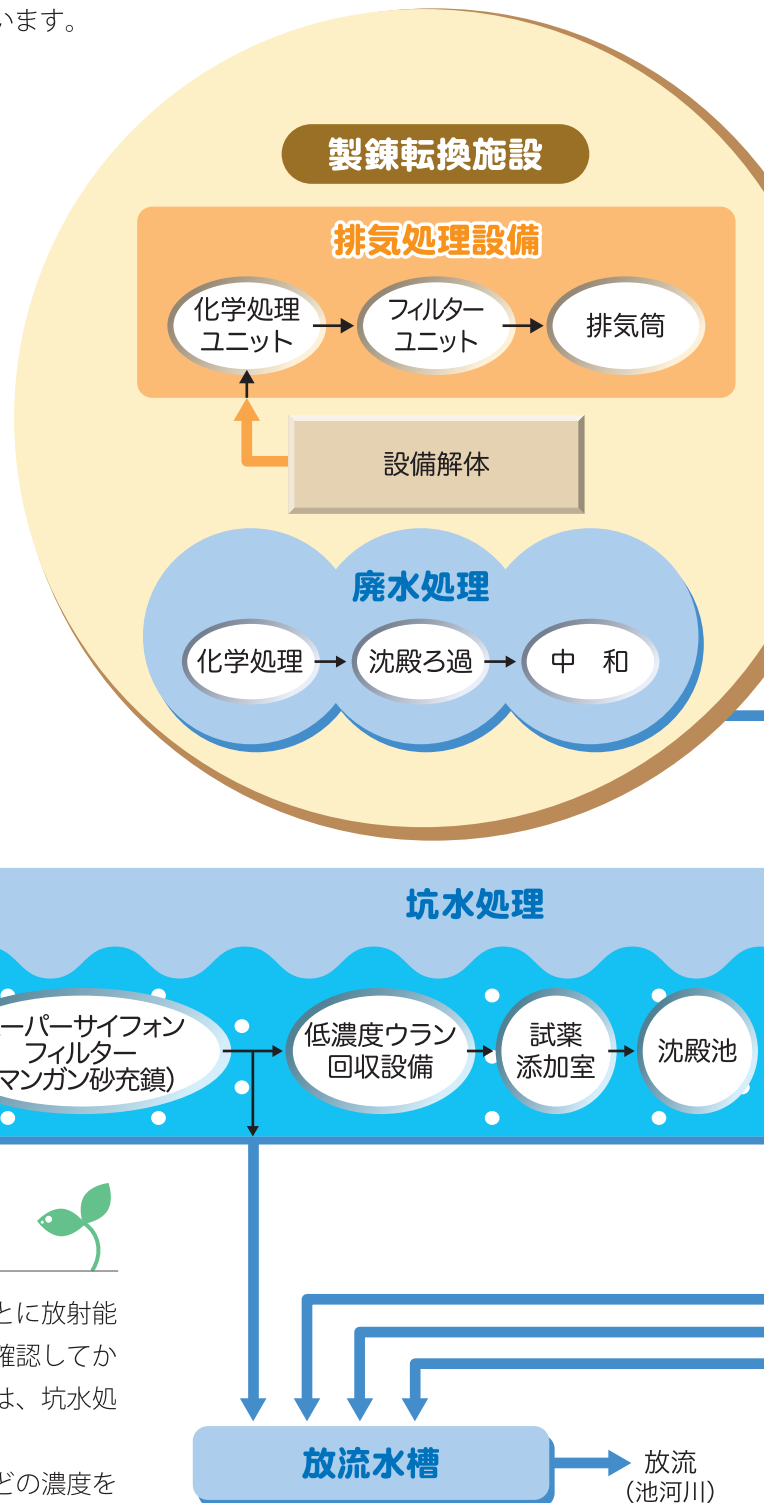 います。
製錬転換施設
排気処理設備
化学処理
ユニット
フィルター
ユニット
排気筒
設備解体
廃水処理
化学処理
沈殿ろ過
中　和
坑水処理
ーパーサイフォン
フィルター
マンガン砂充鎮)
低濃度ウラン
回収設備
試薬
添加室
沈殿池
とに放射能
確認してか
は、坑水処
どの濃度を
放流水槽
放流
(池河川)